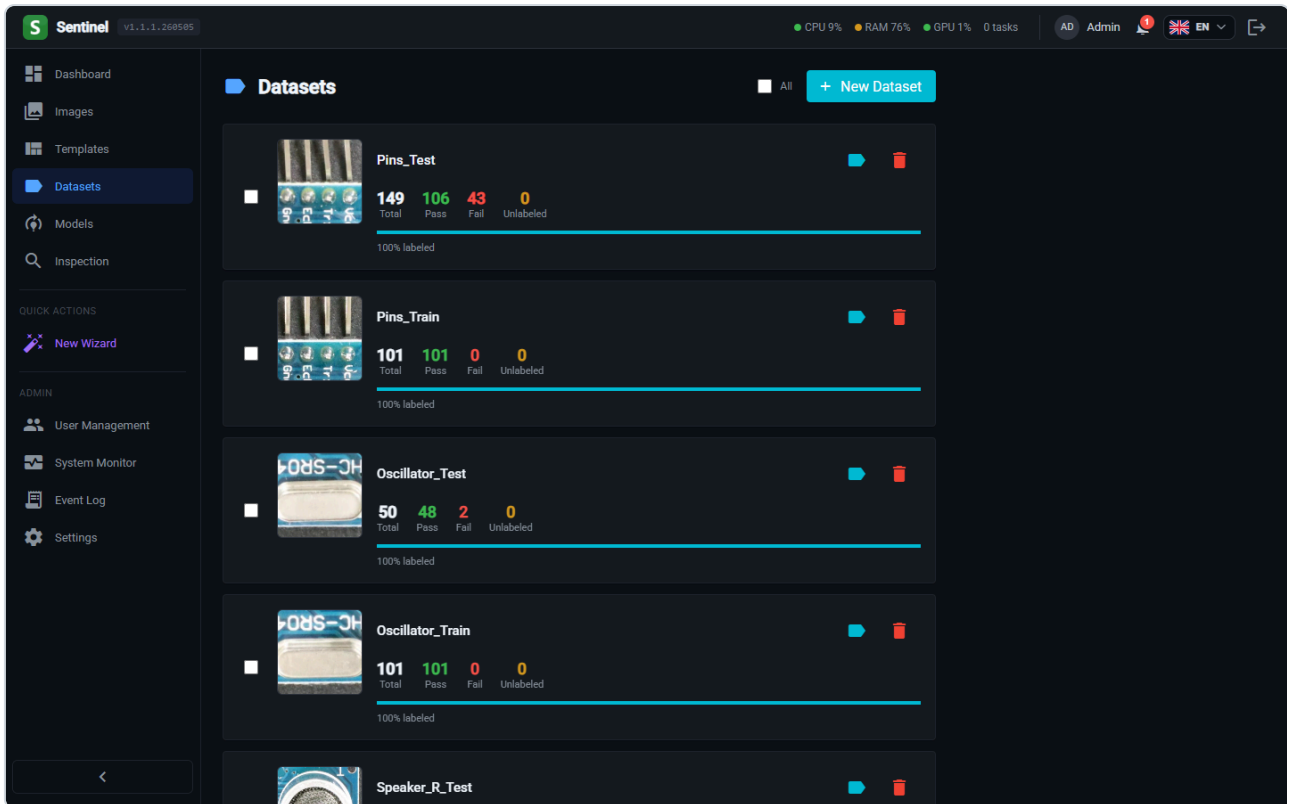 S Sentinel v1.1.1.260505 CPU 9% RAM 76% GPU 1% 0 tasks AD Admin 1 EN
Dashboard
Images
Templates
Datasets
Models
Inspection
QUICK ACTIONS
New Wizard
ADMIN
User Management
System Monitor
Event Log
Settings
Datasets All + New Dataset
Pins_Test
149 106 43 0
Total Pass Fail Unlabeled
100% labeled
Pins_Train
101 101 0 0
Total Pass Fail Unlabeled
100% labeled
HC-SR04
Oscillator_Test
50 48 2 0
Total Pass Fail Unlabeled
100% labeled
HC-SR04
Oscillator_Train
101 101 0 0
Total Pass Fail Unlabeled
100% labeled
Speaker_R_Test